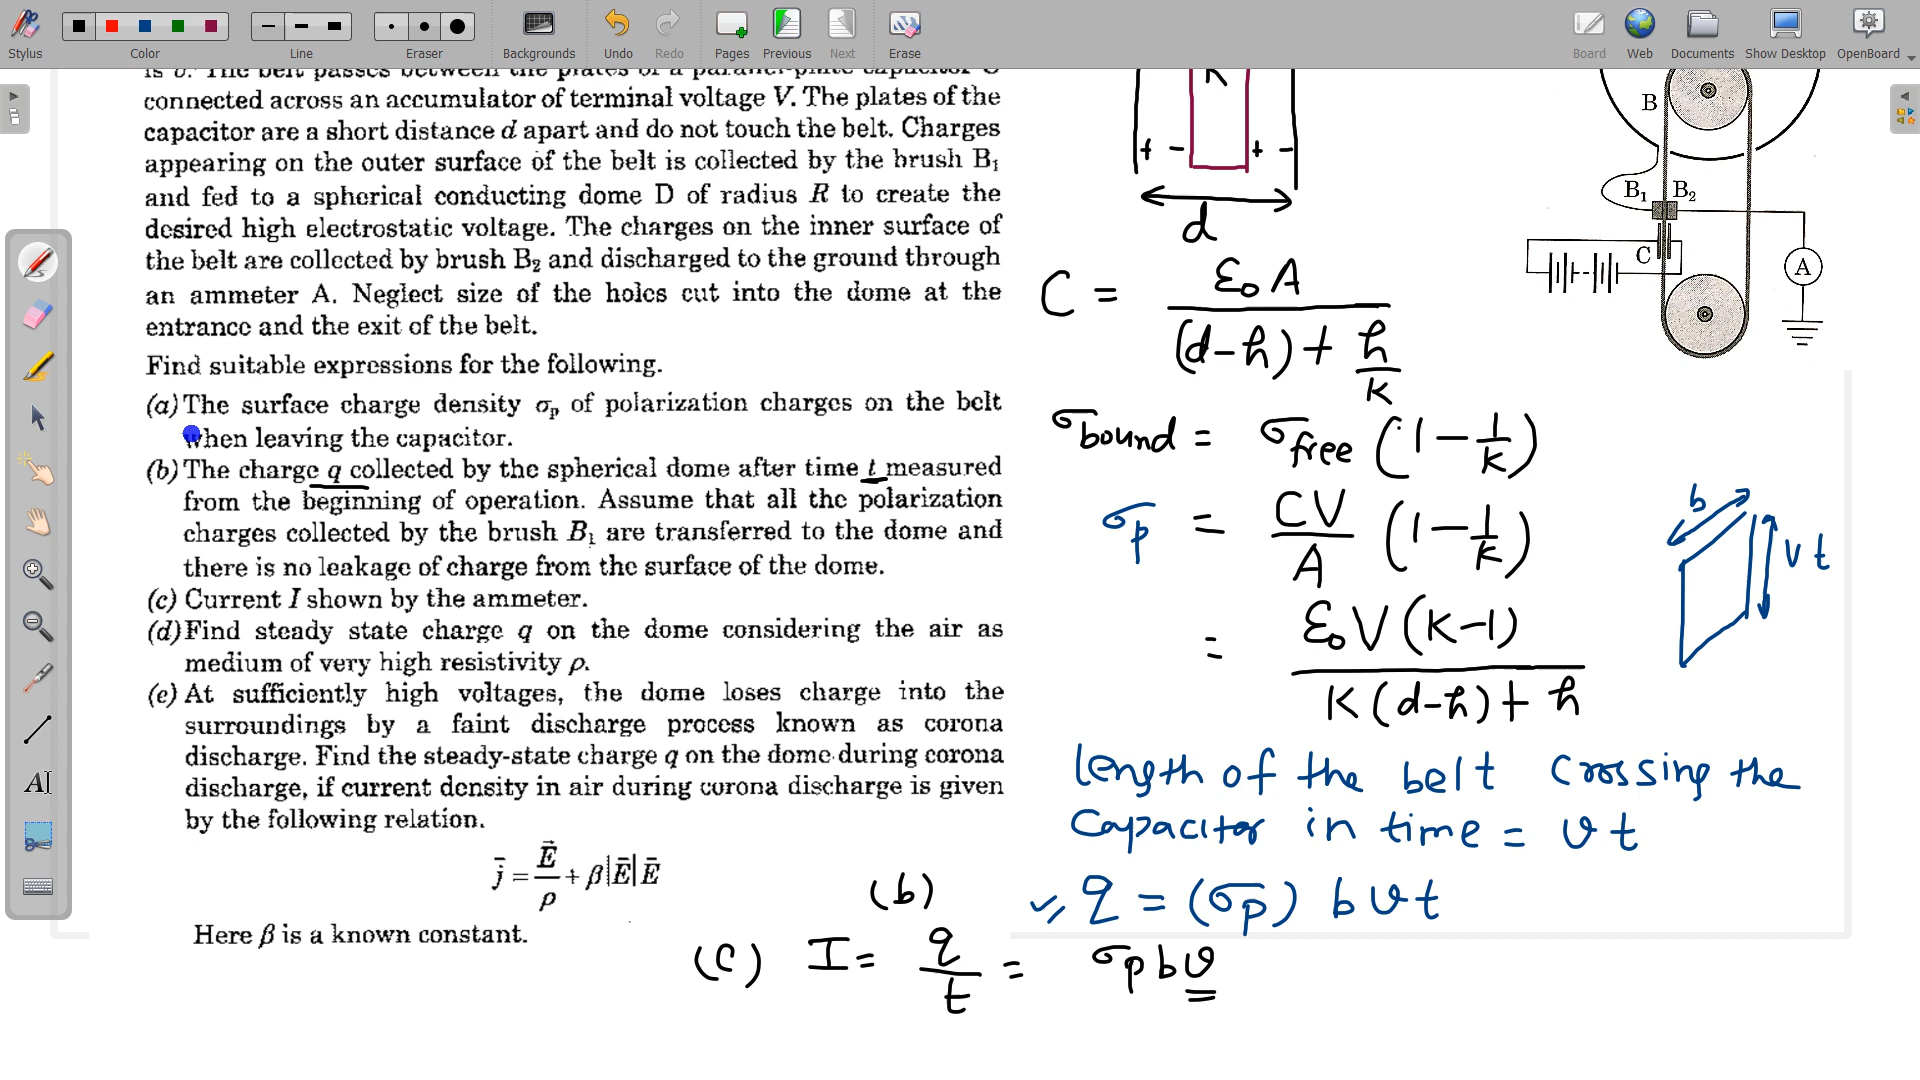 Stylus Color Line Eraser Backgrounds Undo Redo Pages Previous Next Erase Board Web Documents Show Desktop OpenBoard
is υ. The belt passes between the plates of a parallel-plate capacitor C
connected across an accumulator of terminal voltage V. The plates of the
capacitor are a short distance d apart and do not touch the belt. Charges
appearing on the outer surface of the belt is collected by the brush B₁
and fed to a spherical conducting dome D of radius R to create the
desired high electrostatic voltage. The charges on the inner surface of
the belt are collected by brush B₂ and discharged to the ground through
an ammeter A. Neglect size of the holes cut into the dome at the
entrance and the exit of the belt.
Find suitable expressions for the following.
(a) The surface charge density σₚ of polarization charges on the belt
when leaving the capacitor.
(b) The charge q collected by the spherical dome after time t measured
from the beginning of operation. Assume that all the polarization
charges collected by the brush B₁ are transferred to the dome and
there is no leakage of charge from the surface of the dome.
(c) Current I shown by the ammeter.
(d) Find steady state charge q on the dome considering the air as
medium of very high resistivity ρ.
(e) At sufficiently high voltages, the dome loses charge into the
surroundings by a faint discharge process known as corona
discharge. Find the steady-state charge q on the dome during corona
discharge, if current density in air during corona discharge is given
by the following relation.
j⃗ = E⃗/ρ + β|E⃗|E⃗
Here β is a known constant.
K
+ - + -
d
C = ε₀A / ((d-h) + h/K)
σbound = σfree (1 - 1/K)
σp = CV/A (1 - 1/K)
= ε₀V(K-1) / (K(d-h) + h)
b
vt
length of the belt crossing the
capacitor in time = vt
(b) q = (σp) b v t
(c) I = q/t = σp b v
B
B₁ B₂
C
A
AI